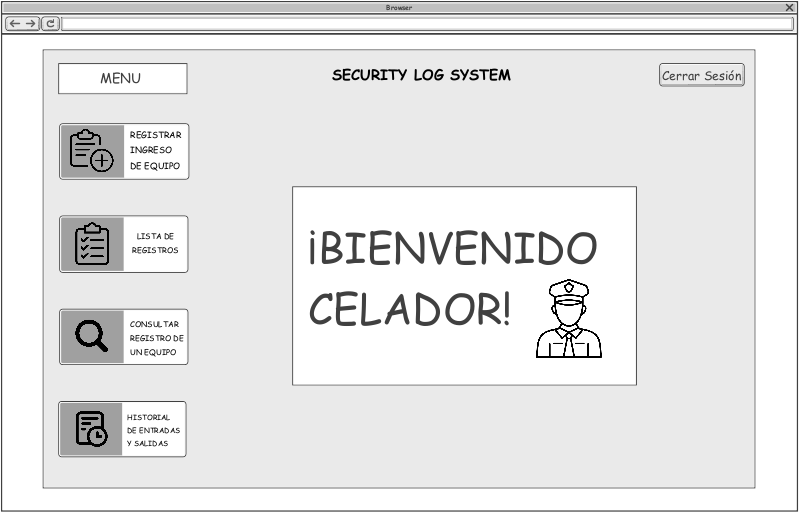 Browser
MENU
SECURITY LOG SYSTEM
Cerrar Sesión
REGISTRAR
INGRESO
DE EQUIPO
LISTA DE
REGISTROS
CONSULTAR
REGISTRO DE
UN EQUIPO
HISTORIAL
DE ENTRADAS
Y SALIDAS
¡BIENVENIDO
CELADOR!